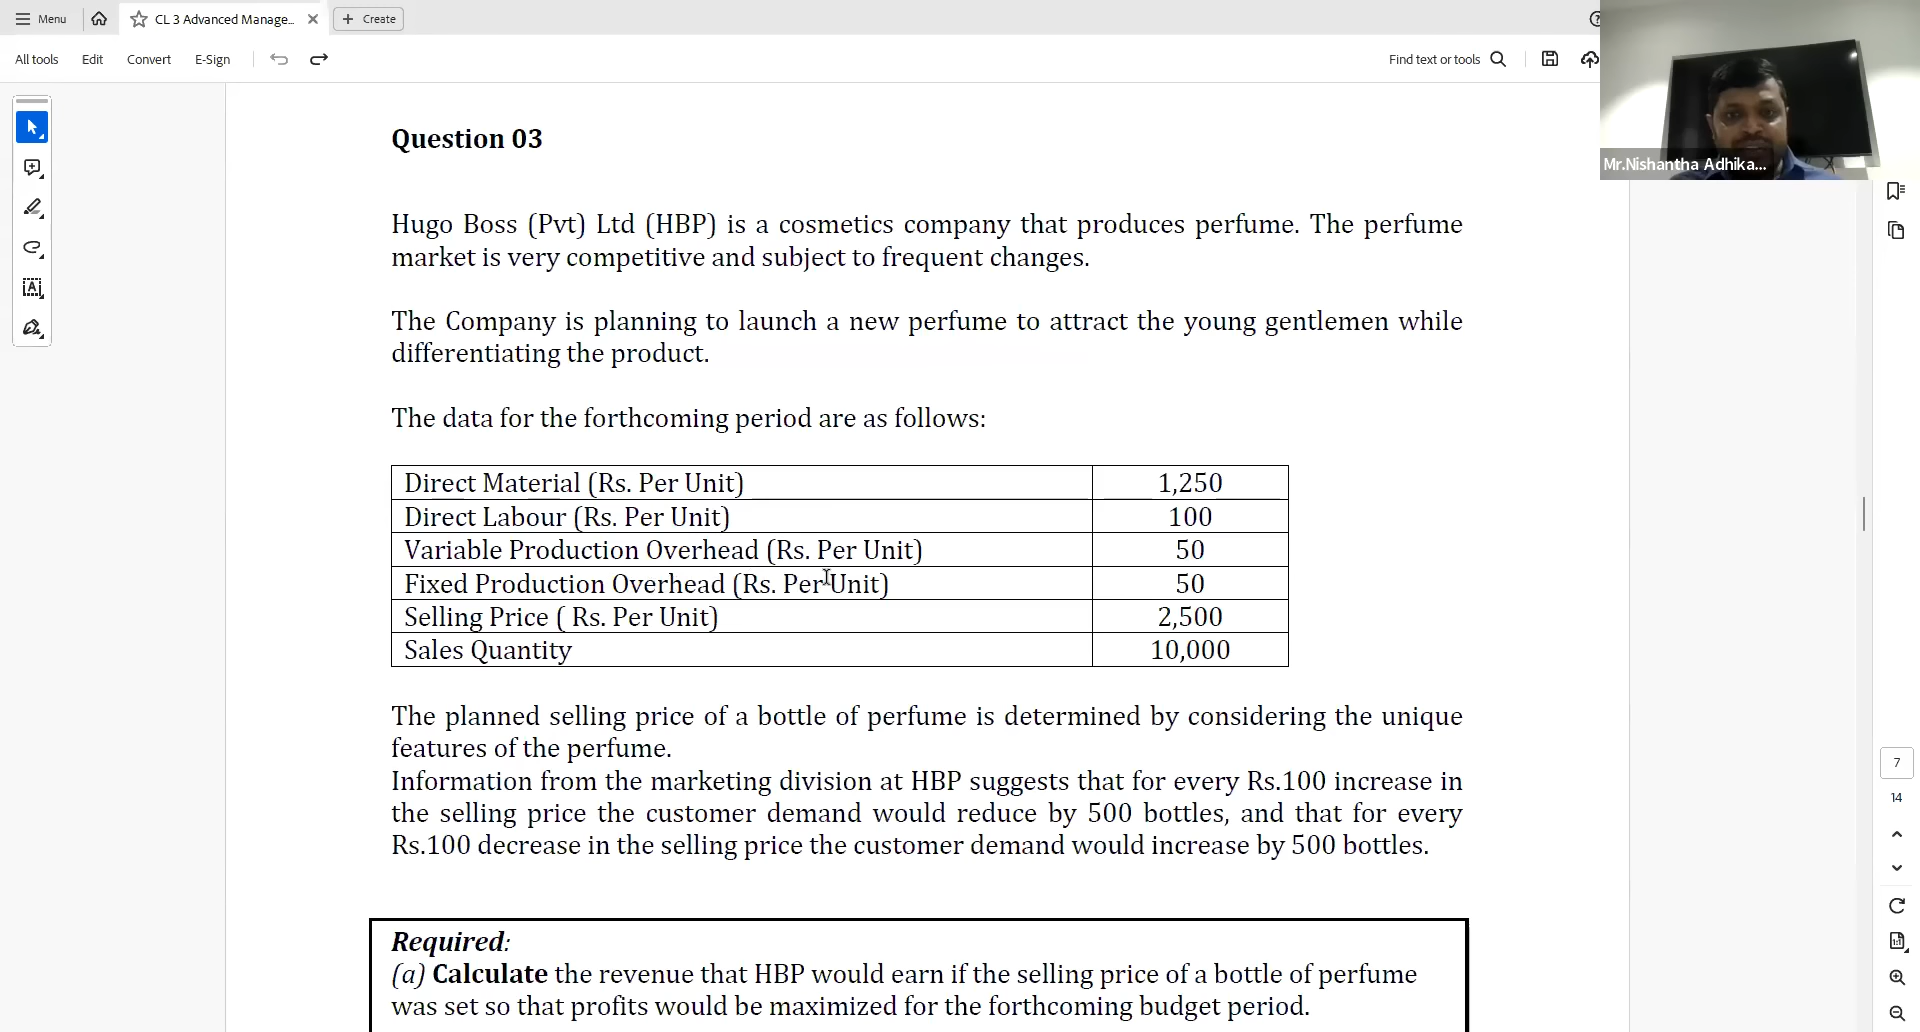 Menu
CL 3 Advanced Manage...
Create
All tools
Edit
Convert
E-Sign
Find text or tools
Mr.Nishantha Adhika...
Question 03
Hugo Boss (Pvt) Ltd (HBP) is a cosmetics company that produces perfume. The perfume
market is very competitive and subject to frequent changes.
The Company is planning to launch a new perfume to attract the young gentlemen while
differentiating the product.
The data for the forthcoming period are as follows:
Direct Material (Rs. Per Unit) 1,250
Direct Labour (Rs. Per Unit) 100
Variable Production Overhead (Rs. Per Unit) 50
Fixed Production Overhead (Rs. Per Unit) 50
Selling Price ( Rs. Per Unit) 2,500
Sales Quantity 10,000
The planned selling price of a bottle of perfume is determined by considering the unique
features of the perfume.
Information from the marketing division at HBP suggests that for every Rs.100 increase in
the selling price the customer demand would reduce by 500 bottles, and that for every
Rs.100 decrease in the selling price the customer demand would increase by 500 bottles.
Required:
(a) Calculate the revenue that HBP would earn if the selling price of a bottle of perfume
was set so that profits would be maximized for the forthcoming budget period.
7
14